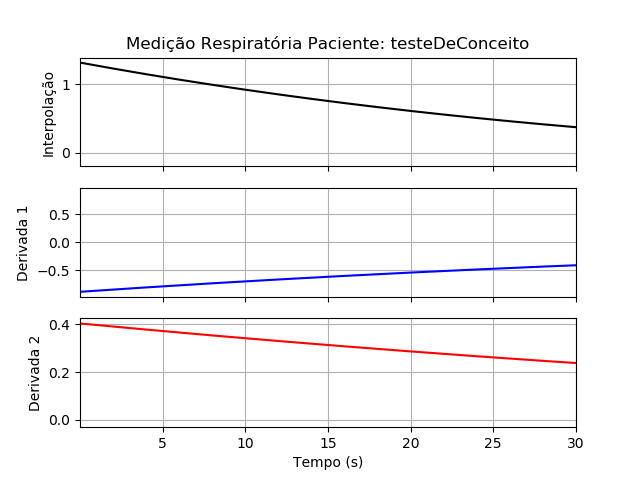 Medição Respiratória Paciente: testeDeConceito
Interpolação
1
0
Derivada 1
0.5
0.0
−0.5
Derivada 2
0.4
0.2
0.0
5 10 15 20 25 30
Tempo (s)